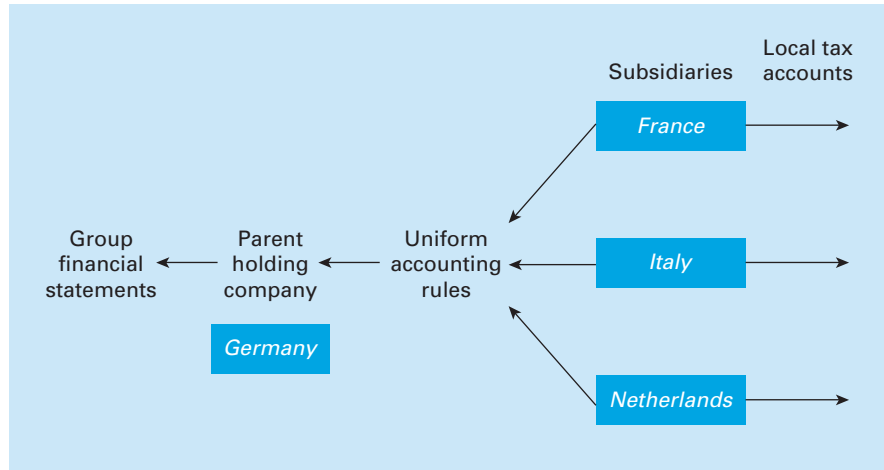 Subsidiaries
Local tax
accounts
France
Group
financial
statements
Parent
holding
company
Uniform
accounting
rules
Italy
Germany
Netherlands